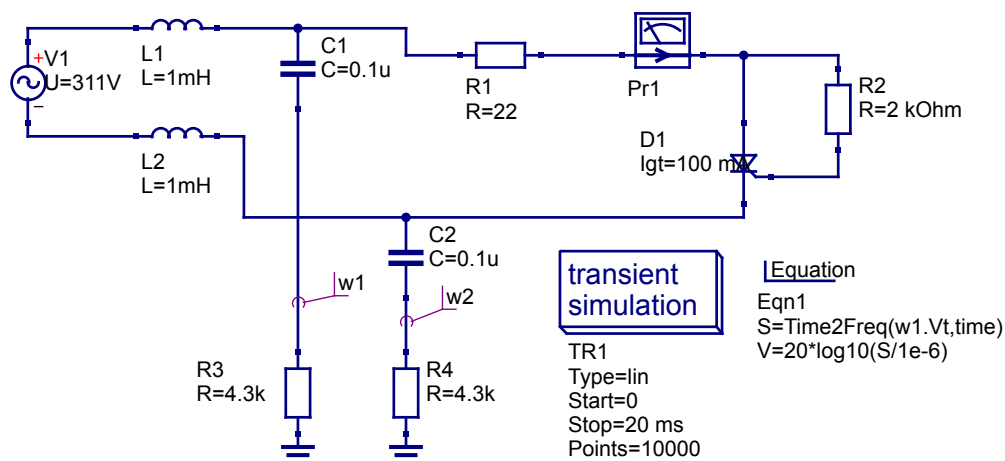 V1
U=311V
L1
L=1mH
L2
L=1mH
C1
C=0.1u
R1
R=22
Pr1
R2
R=2 kOhm
D1
Igt=100 mA
C2
C=0.1u
w1
w2
R3
R=4.3k
R4
R=4.3k
transient
simulation
TR1
Type=lin
Start=0
Stop=20 ms
Points=10000
Equation
Eqn1
S=Time2Freq(w1.Vt,time)
V=20*log10(S/1e-6)